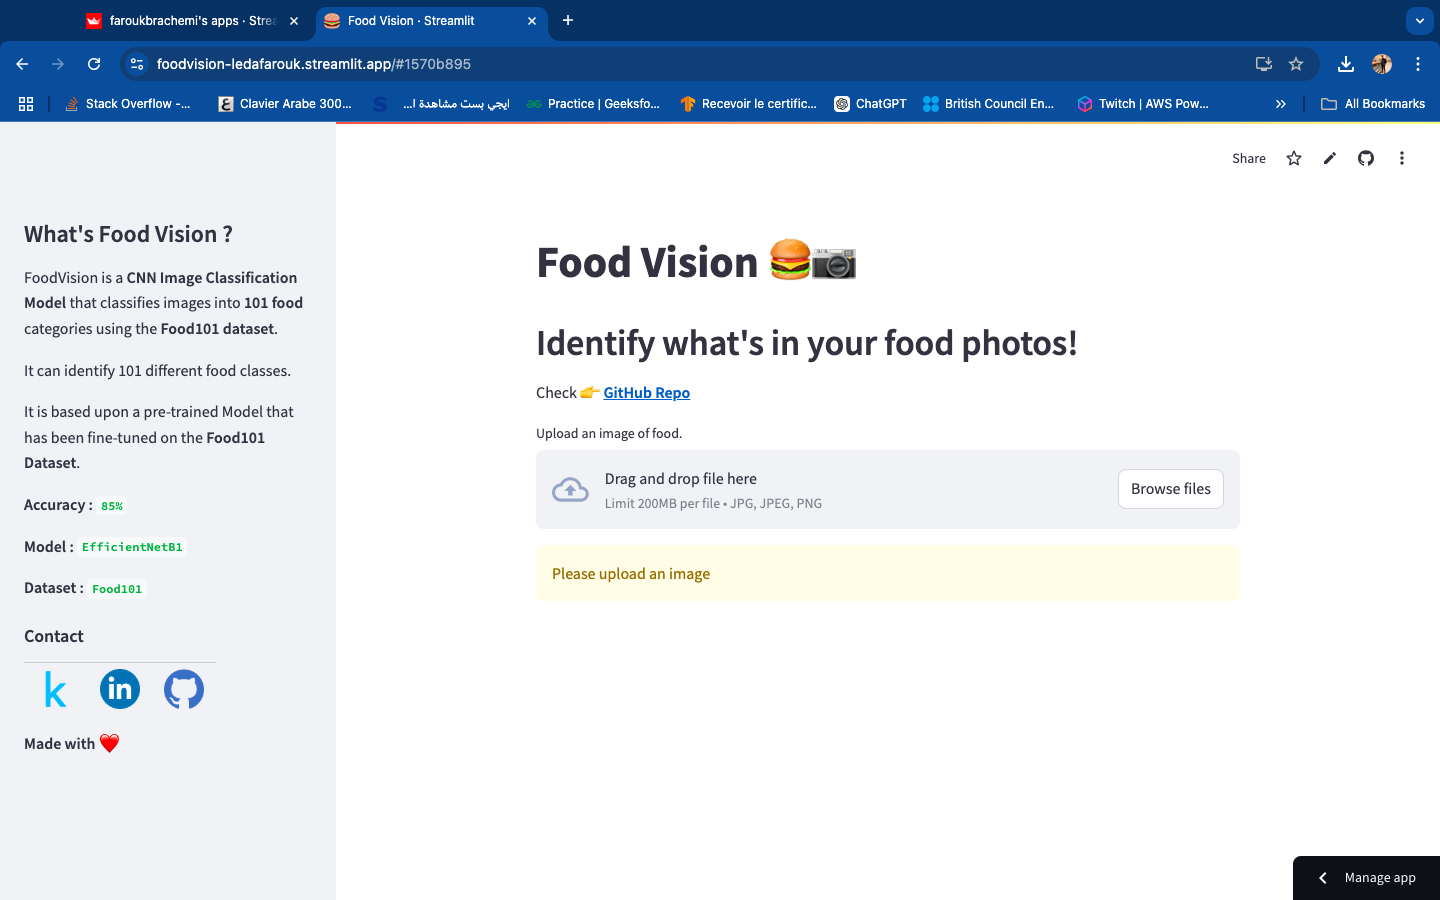 faroukbrachemi's apps · Strea
Food Vision · Streamlit
foodvision-ledafarouk.streamlit.app/#1570b895
Stack Overflow -...
Clavier Arabe 300...
ايجي بست مشاهدة ا...
Practice | Geeksfo...
Recevoir le certific...
ChatGPT
British Council En...
Twitch | AWS Pow...
All Bookmarks
Share
What's Food Vision ?
FoodVision is a CNN Image Classification
Model that classifies images into 101 food
categories using the Food101 dataset.
It can identify 101 different food classes.
It is based upon a pre-trained Model that
has been fine-tuned on the Food101
Dataset.
Accuracy : 85%
Model : EfficientNetB1
Dataset : Food101
Contact
k
in
Made with ❤️
Food Vision 🍔📷
Identify what's in your food photos!
Check 👉 GitHub Repo
Upload an image of food.
Drag and drop file here
Limit 200MB per file • JPG, JPEG, PNG
Browse files
Please upload an image
Manage app